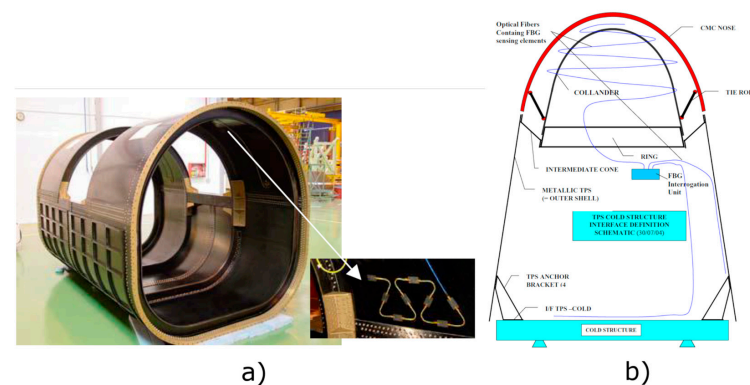 Optical Fibers
Containg FBG
sensing elements
CMC NOSE
COLLANDER
TIE ROD
RING
INTERMEDIATE CONE
METALLIC TPS
(= OUTER SHELL)
FBG
Interrogation
Unit
TPS COLD STRUCTURE
INTERFACE DEFINITION
SCHEMATIC (30/07/04)
TPS ANCHOR
BRACKET (4
I/F TPS –COLD
COLD STRUCTURE
a)
b)